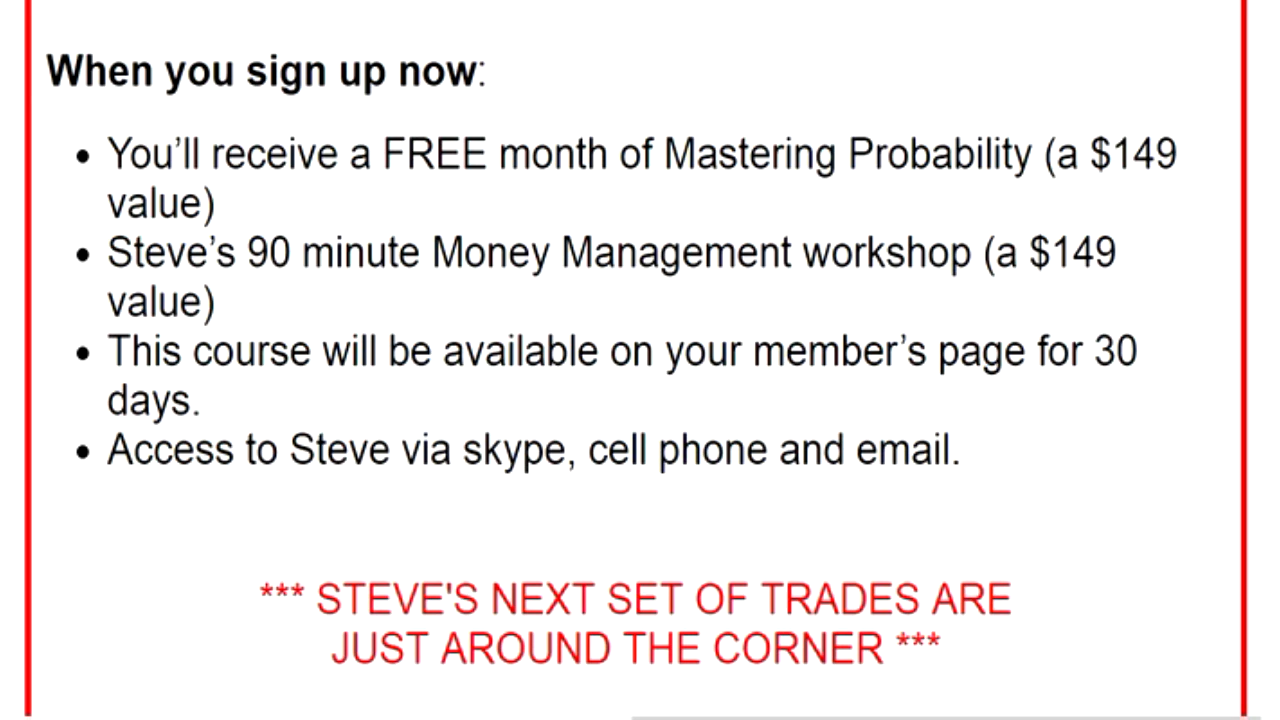 When you sign up now:
• You’ll receive a FREE month of Mastering Probability (a $149
value)
• Steve’s 90 minute Money Management workshop (a $149
value)
• This course will be available on your member’s page for 30
days.
• Access to Steve via skype, cell phone and email.
*** STEVE'S NEXT SET OF TRADES ARE
JUST AROUND THE CORNER ***